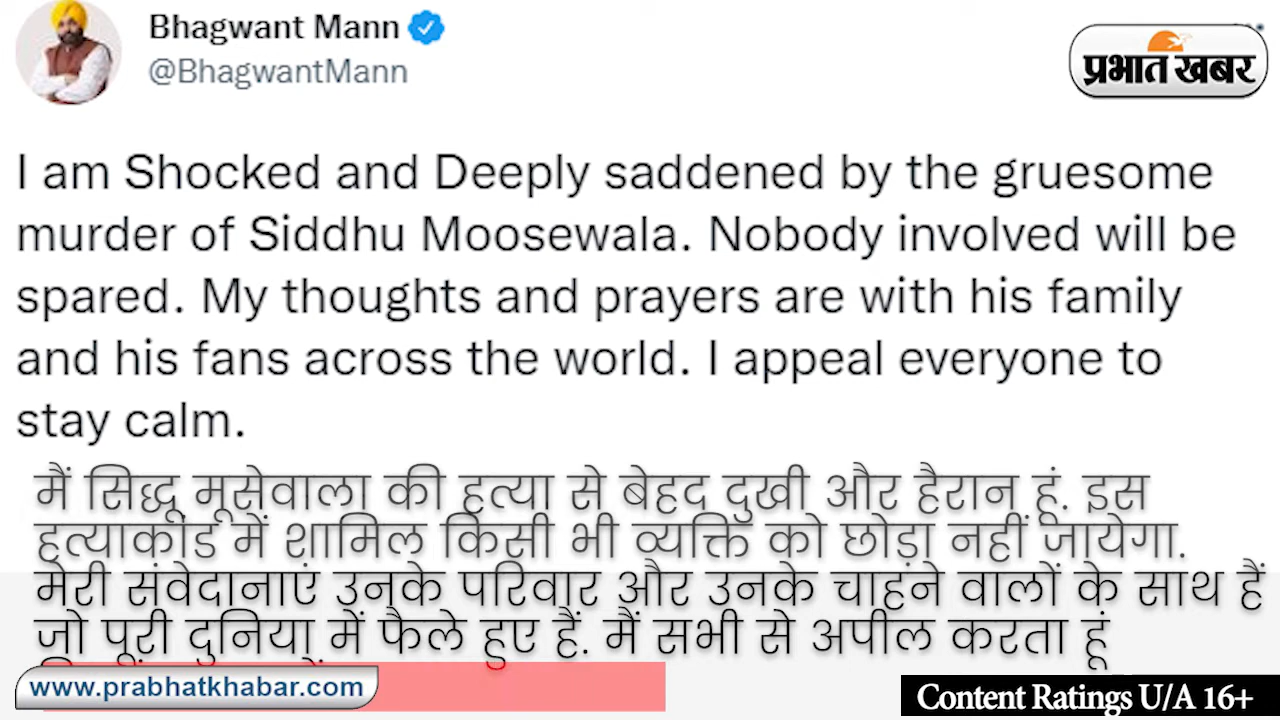 Bhagwant Mann
@BhagwantMann
प्रभात खबर
I am Shocked and Deeply saddened by the gruesome
murder of Siddhu Moosewala. Nobody involved will be
spared. My thoughts and prayers are with his family
and his fans across the world. I appeal everyone to
stay calm.
मैं सिद्धू मूसेवाला की हत्या से बेहद दुखी और हैरान हूं. इस
हत्याकांड में शामिल किसी भी व्यक्ति को छोड़ा नहीं जायेगा.
मेरी संवेदानाएं उनके परिवार और उनके चाहने वालों के साथ हैं
जो पूरी दुनिया में फैले हुए हैं. मैं सभी से अपील करता हूं
www.prabhatkhabar.com
Content Ratings U/A 16+